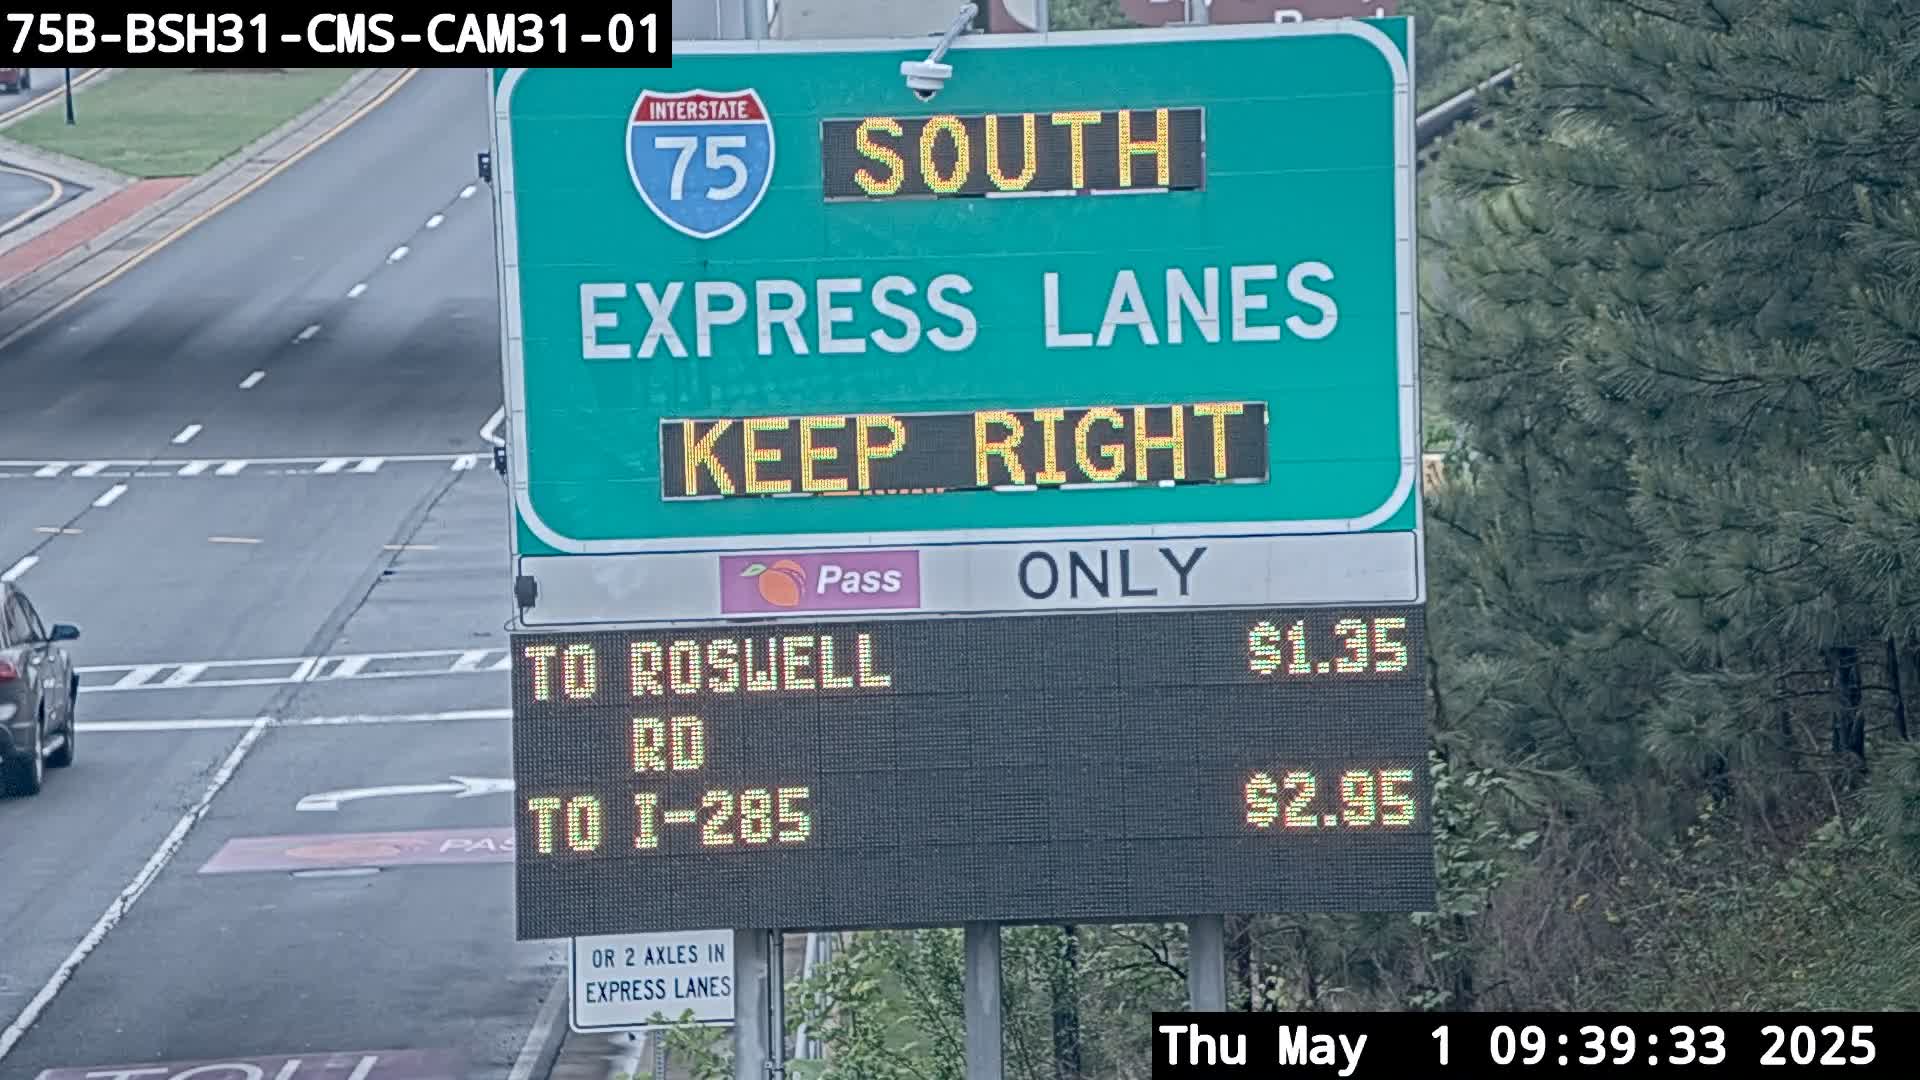 75B-BSH31-CMS-CAM31-01
INTERSTATE
75
SOUTH
EXPRESS LANES
KEEP RIGHT
Pass
ONLY
TO ROSWELL $1.35
RD
TO I-285 $2.95
PAS
OR 2 AXLES IN
EXPRESS LANES
Thu May 1 09:39:33 2025